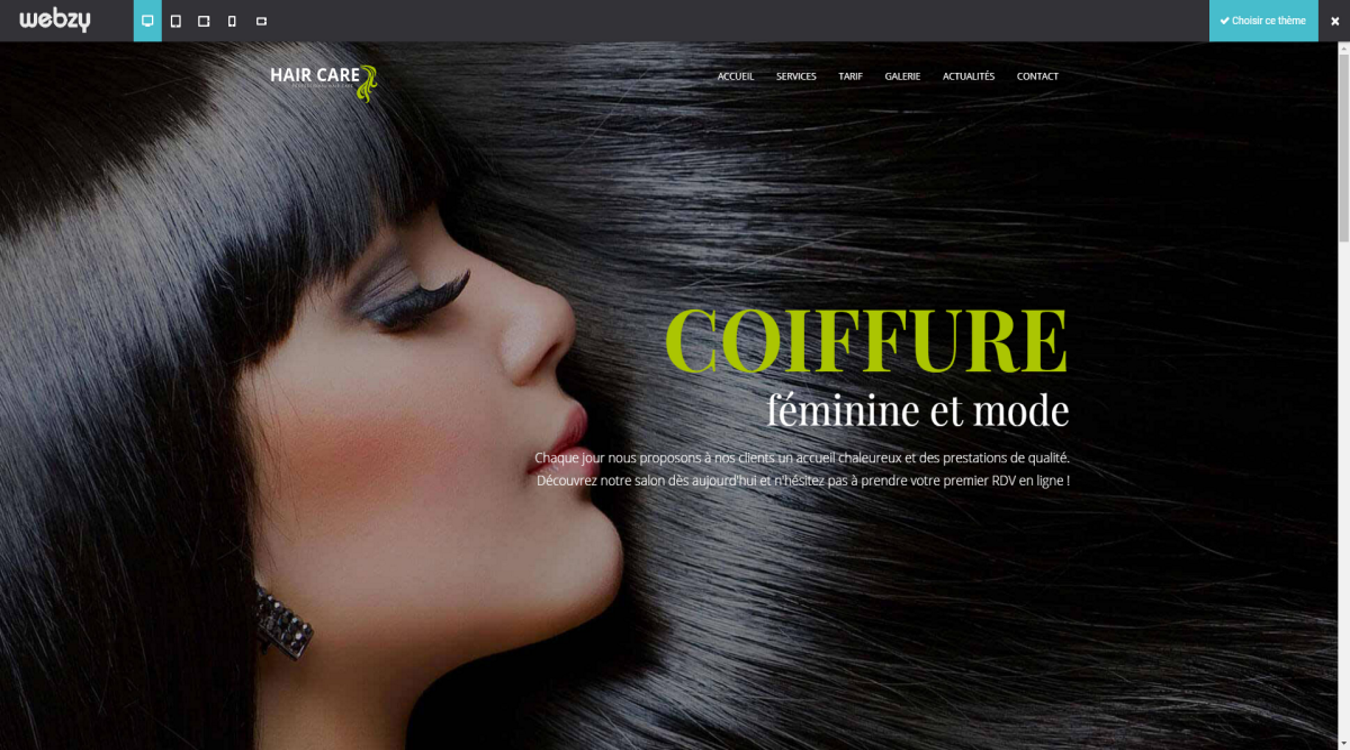 webzy
Choisir ce thème
HAIR CARE
ACCUEIL SERVICES TARIF GALERIE ACTUALITÉS CONTACT
COIFFURE
féminine et mode
Chaque jour nous proposons à nos clients un accueil chaleureux et des prestations de qualité.
Découvrez notre salon dès aujourd'hui et n'hésitez pas à prendre votre premier RDV en ligne !